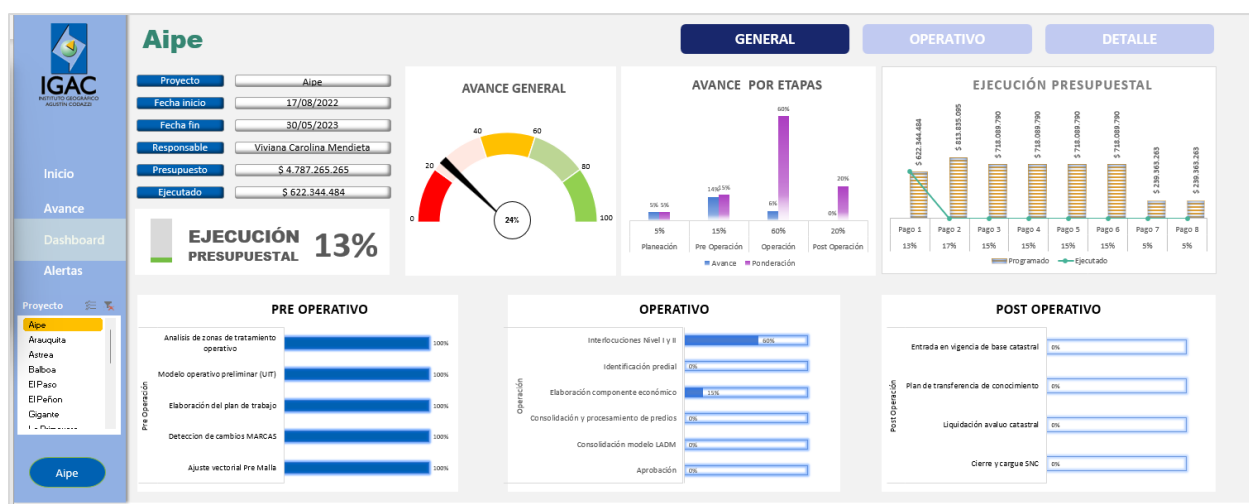 IGAC
INSTITUTO GEOGRÁFICO
AGUSTÍN CODAZZI
Inicio
Avance
Dashboard
Alertas
Proyecto
Aipe
Arauquita
Astrea
Balboa
El Paso
El Peñon
Gigante
Aipe
Aipe
GENERAL
OPERATIVO
DETALLE
Proyecto Aipe
Fecha inicio 17/08/2022
Fecha fin 30/05/2023
Responsable Viviana Carolina Mendieta
Presupuesto $ 4.787.265.265
Ejecutado $ 622.344.484
EJECUCIÓN
PRESUPUESTAL
13%
AVANCE GENERAL
0
20
40
60
80
100
24%
AVANCE POR ETAPAS
5% 5%
14% 15%
6% 60%
0% 20%
5% 15% 60% 20%
Planeación Pre Operación Operación Post Operación
Avance Ponderación
EJECUCIÓN PRESUPUESTAL
$ 622.344.484
$ 813.835.095
$ 718.089.790
$ 718.089.790
$ 718.089.790
$ 718.089.790
$ 239.363.263
$ 239.363.263
Pago 1 Pago 2 Pago 3 Pago 4 Pago 5 Pago 6 Pago 7 Pago 8
13% 17% 15% 15% 15% 15% 5% 5%
Programado Ejecutado
PRE OPERATIVO
Pre Operación
Analisis de zonas de tratamiento
operativo
100%
Modelo operativo preliminar (UIT) 100%
Elaboración del plan de trabajo 100%
Deteccion de cambios MARCAS 100%
Ajuste vectorial Pre Malla 100%
OPERATIVO
Operación
Interlocuciones Nivel I y II 60%
Identificación predial 0%
Elaboración componente económico 15%
Consolidación y procesamiento de predios 0%
Consolidación modelo LADM 0%
Aprobación 0%
POST OPERATIVO
Post Operación
Entrada en vigencia de base catastral 0%
Plan de transferencia de conocimiento 0%
Liquidación avaluo catastral 0%
Cierre y cargue SNC 0%